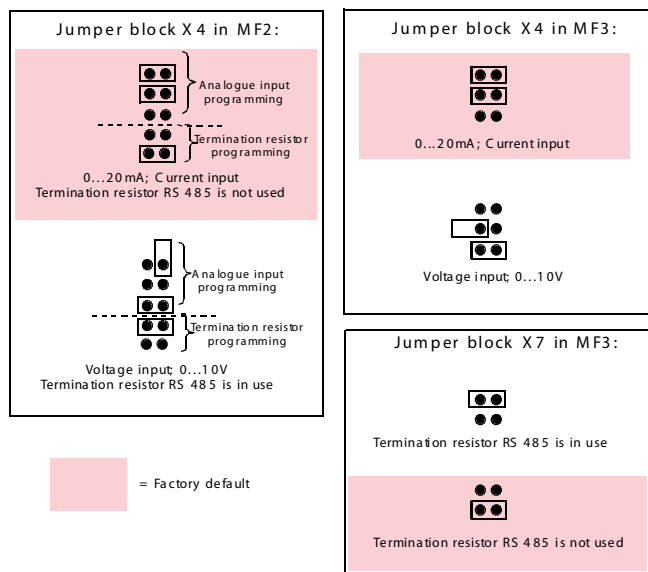 Jumper block X4 in MF2:
Analogue input
programming
Termination resistor
programming
0...20mA; Current input
Termination resistor RS 485 is not used
Analogue input
programming
Termination resistor
programming
Voltage input; 0...10V
Termination resistor RS 485 is in use
= Factory default
Jumper block X4 in MF3:
0...20mA; Current input
Voltage input; 0...10V
Jumper block X7 in MF3:
Termination resistor RS 485 is in use
Termination resistor RS 485 is not used